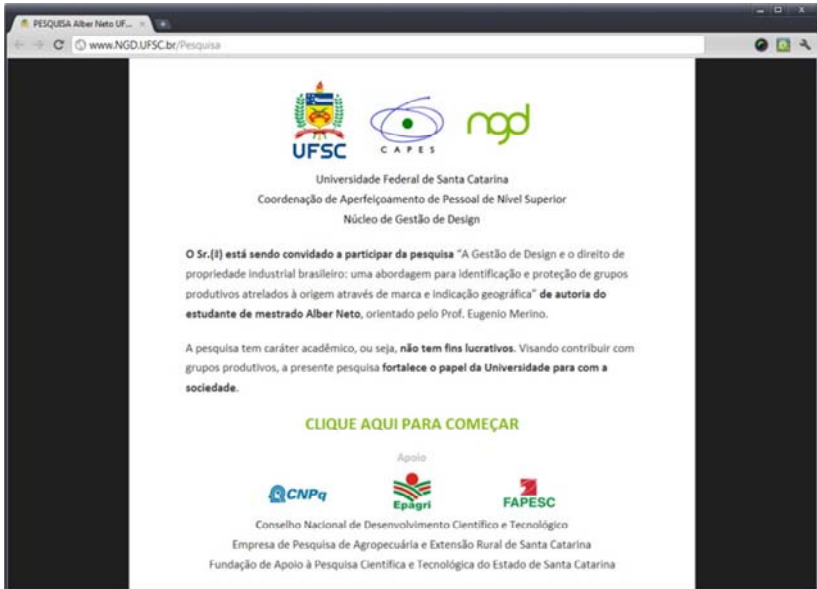 PESQUISA Alber Neto UF...
www.NGD.UFSC.br/Pesquisa
UFSC
CAPES
ngd
Universidade Federal de Santa Catarina
Coordenação de Aperfeiçoamento de Pessoal de Nível Superior
Núcleo de Gestão de Design
O Sr.(ª) está sendo convidado a participar da pesquisa "A Gestão de Design e o direito de
propriedade industrial brasileiro: uma abordagem para identificação e proteção de grupos
produtivos atrelados à origem através de marca e indicação geográfica" de autoria do
estudante de mestrado Alber Neto, orientado pelo Prof. Eugenio Merino.
A pesquisa tem caráter acadêmico, ou seja, não tem fins lucrativos. Visando contribuir com
grupos produtivos, a presente pesquisa fortalece o papel da Universidade para com a
sociedade.
CLIQUE AQUI PARA COMEÇAR
Apoio
CNPq
Epagri
FAPESC
Conselho Nacional de Desenvolvimento Científico e Tecnológico
Empresa de Pesquisa de Agropecuária e Extensão Rural de Santa Catarina
Fundação de Apoio à Pesquisa Científica e Tecnológica do Estado de Santa Catarina